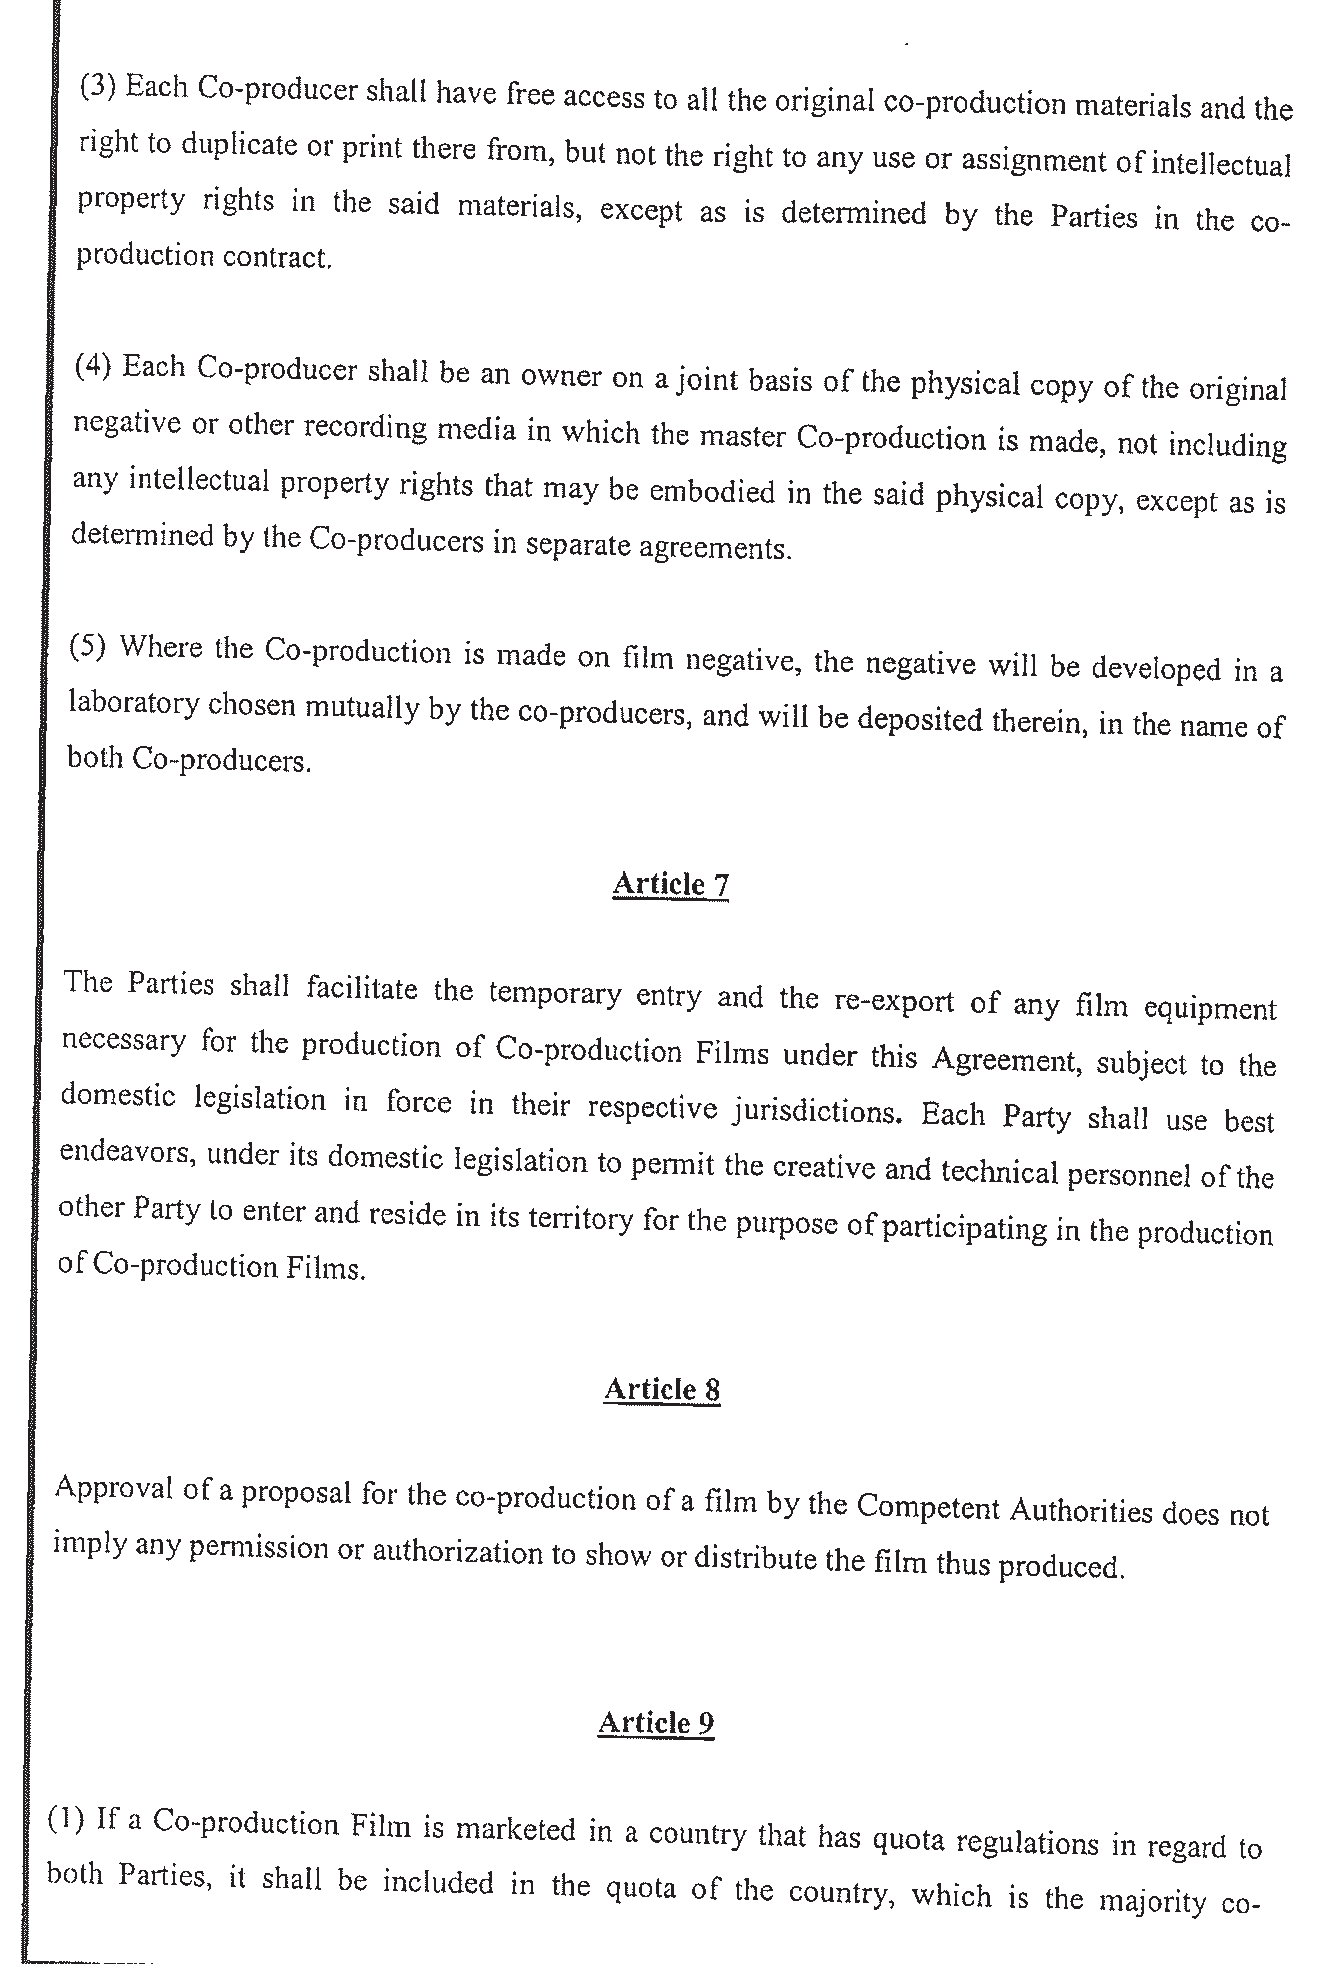 (3) Each Co-producer shall have free access to all the original co-production materials and the
right to duplicate or print there from, but not the right to any use or assignment of intellectual
property rights in the said materials, except as is determined by the Parties in the co-
production contract.
(4) Each Co-producer shall be an owner on a joint basis of the physical copy of the original
negative or other recording media in which the master Co-production is made, not including
any intellectual property rights that may be embodied in the said physical copy, except as is
determined by the Co-producers in separate agreements.
(5) Where the Co-production is made on film negative, the negative will be developed in a
laboratory chosen mutually by the co-producers, and will be deposited therein, in the name of
both Co-producers.
Article 7
The Parties shall facilitate the temporary entry and the re-export of any film equipment
necessary for the production of Co-production Films under this Agreement, subject to the
domestic legislation in force in their respective jurisdictions. Each Party shall use best
endeavors, under its domestic legislation to permit the creative and technical personnel of the
other Party to enter and reside in its territory for the purpose of participating in the production
of Co-production Films.
Article 8
Approval of a proposal for the co-production of a film by the Competent Authorities does not
imply any permission or authorization to show or distribute the film thus produced.
Article 9
(1) If a Co-production Film is marketed in a country that has quota regulations in regard to
both Parties, it shall be included in the quota of the country, which is the majority co-